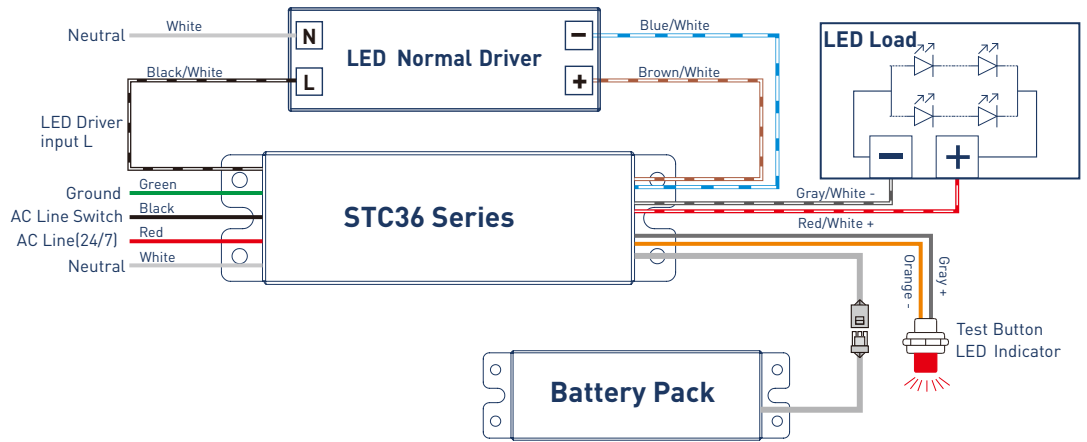 Neutral
White
N
LED Normal Driver
−
Blue/White
L
Black/White
+
Brown/White
LED Driver
input L
LED Load
−
+
Ground
Green
AC Line Switch
Black
AC Line(24/7)
Red
Neutral
White
STC36 Series
Gray/White -
Red/White +
Orange -
Gray +
Test Button
LED Indicator
Battery Pack